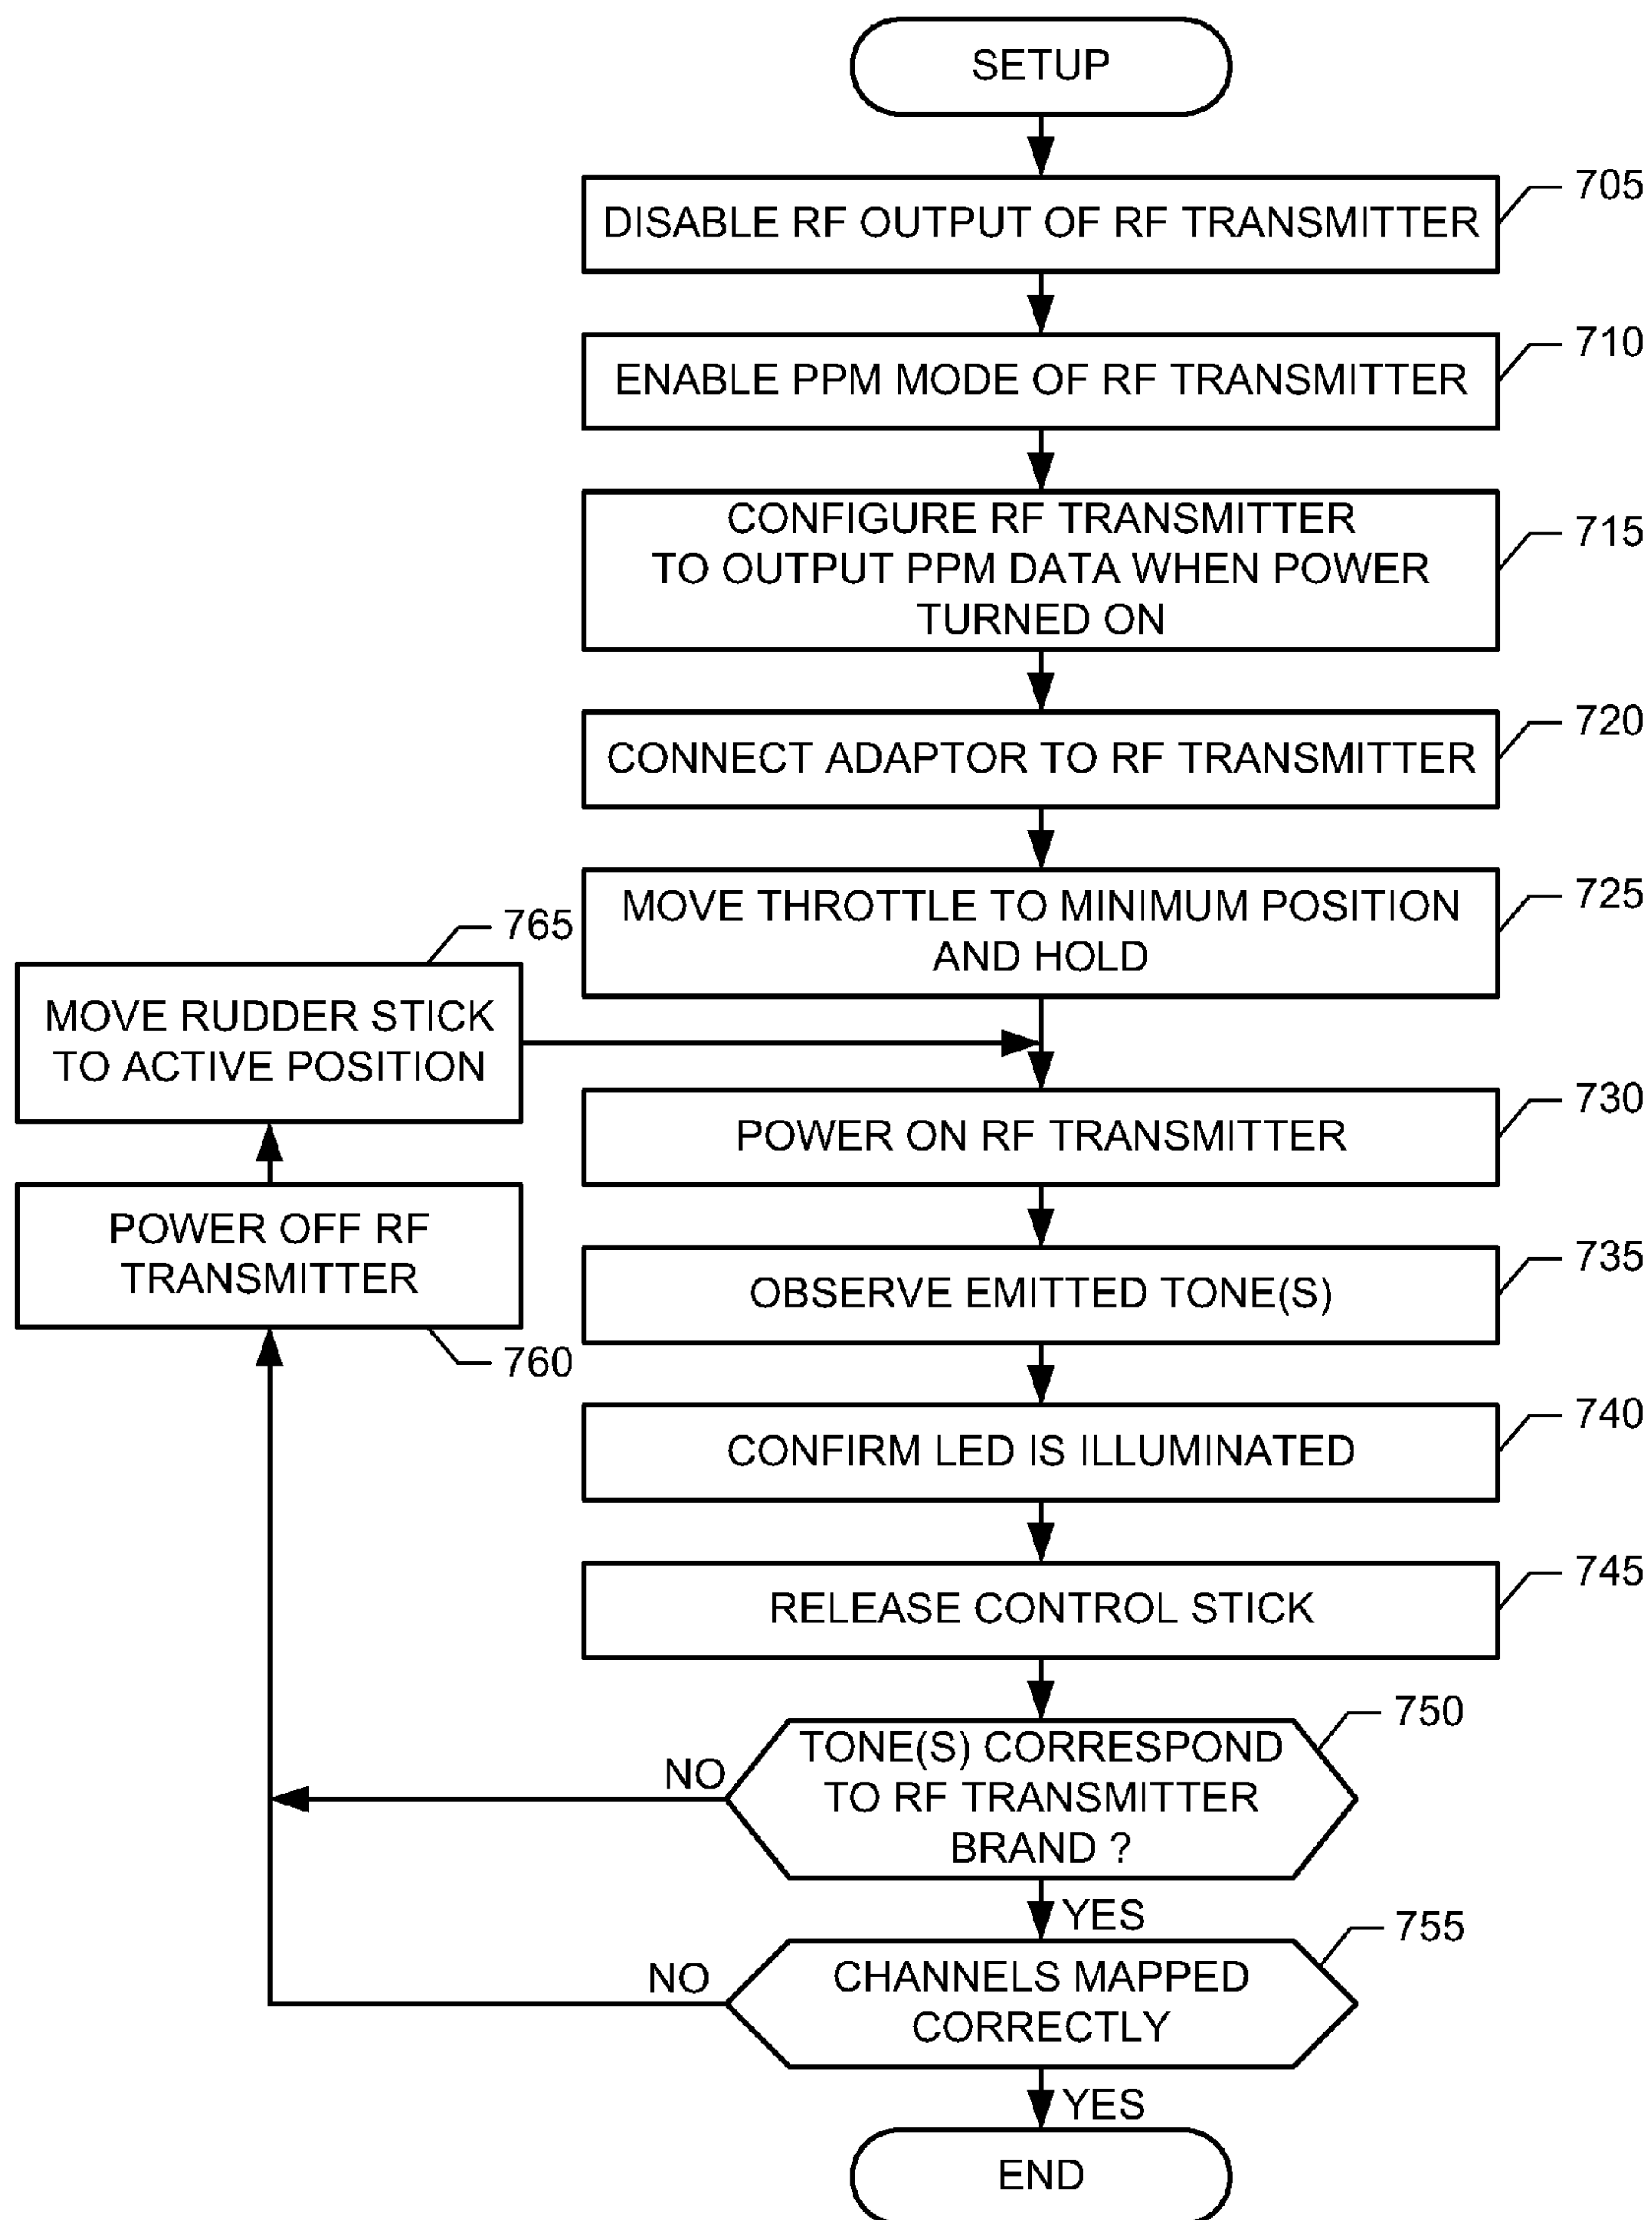 SETUP
DISABLE RF OUTPUT OF RF TRANSMITTER
705
ENABLE PPM MODE OF RF TRANSMITTER
710
CONFIGURE RF TRANSMITTER
TO OUTPUT PPM DATA WHEN POWER
TURNED ON
715
CONNECT ADAPTOR TO RF TRANSMITTER
720
MOVE THROTTLE TO MINIMUM POSITION
AND HOLD
725
765
MOVE RUDDER STICK
TO ACTIVE POSITION
POWER ON RF TRANSMITTER
730
POWER OFF RF
TRANSMITTER
760
OBSERVE EMITTED TONE(S)
735
CONFIRM LED IS ILLUMINATED
740
RELEASE CONTROL STICK
745
TONE(S) CORRESPOND
TO RF TRANSMITTER
BRAND ?
750
NO
YES
CHANNELS MAPPED
CORRECTLY
755
NO
YES
END